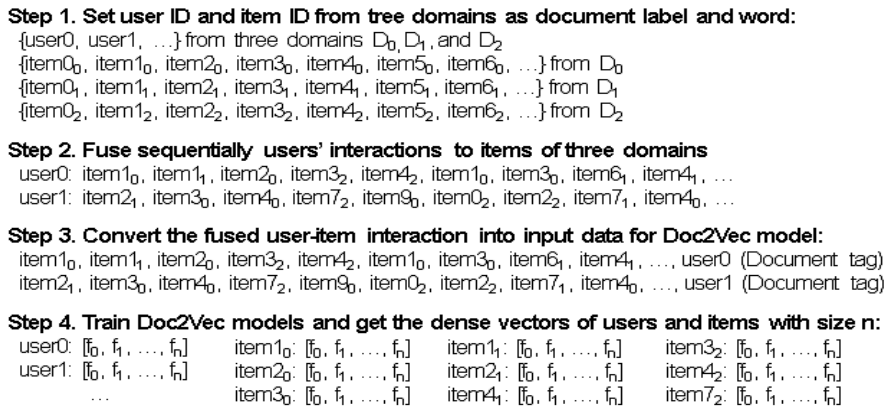 Step 1. Set user ID and item ID from tree domains as document label and word:
{user0, user1, …} from three domains D₀, D₁, and D₂
{item0₀, item1₀, item2₀, item3₀, item4₀, item5₀, item6₀, …} from D₀
{item0₁, item1₁, item2₁, item3₁, item4₁, item5₁, item6₁, …} from D₁
{item0₂, item1₂, item2₂, item3₂, item4₂, item5₂, item6₂, …} from D₂
Step 2. Fuse sequentially users' interactions to items of three domains
user0: item1₀, item1₁, item2₀, item3₂, item4₂, item1₀, item3₀, item6₁, item4₁, …
user1: item2₁, item3₀, item4₀, item7₂, item9₀, item0₂, item2₂, item7₁, item4₀, …
Step 3. Convert the fused user-item interaction into input data for Doc2Vec model:
item1₀, item1₁, item2₀, item3₂, item4₂, item1₀, item3₀, item6₁, item4₁, …, user0 (Document tag)
item2₁, item3₀, item4₀, item7₂, item9₀, item0₂, item2₂, item7₁, item4₀, …, user1 (Document tag)
Step 4. Train Doc2Vec models and get the dense vectors of users and items with size n:
user0: [f₀, f₁, …, fₙ] item1₀: [f₀, f₁, …, fₙ] item1₁: [f₀, f₁, …, fₙ] item3₂: [f₀, f₁, …, fₙ]
user1: [f₀, f₁, …, fₙ] item2₀: [f₀, f₁, …, fₙ] item2₁: [f₀, f₁, …, fₙ] item4₂: [f₀, f₁, …, fₙ]
… item3₀: [f₀, f₁, …, fₙ] item4₁: [f₀, f₁, …, fₙ] item7₂: [f₀, f₁, …, fₙ]